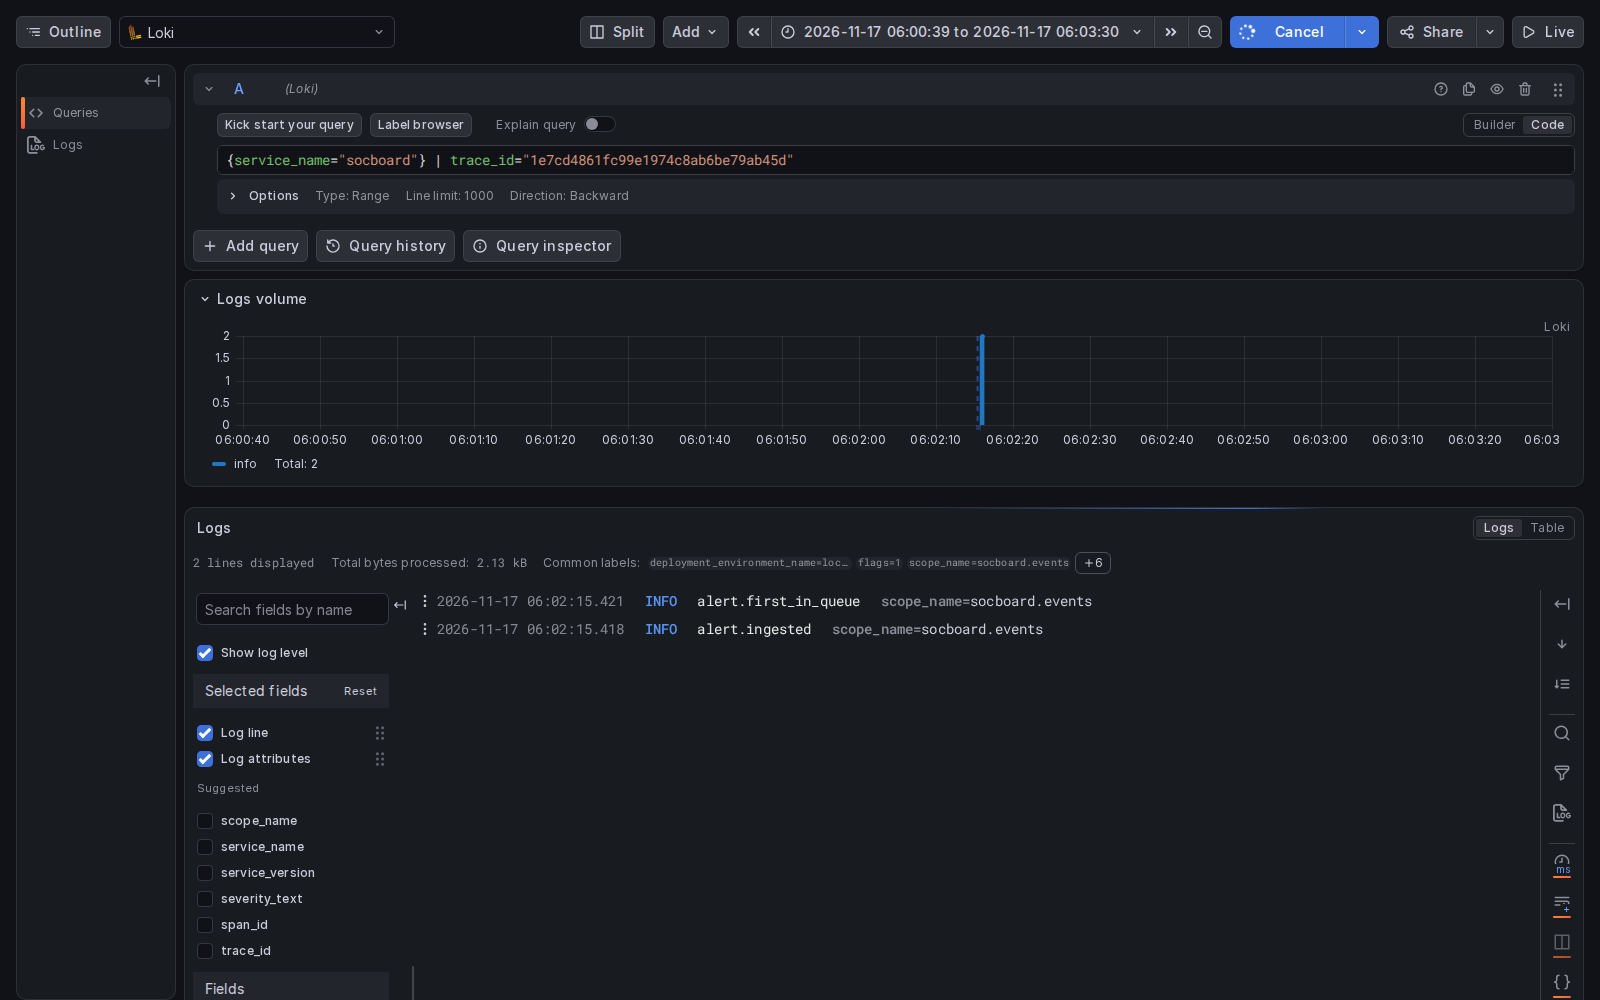 Outline
Loki
Split
Add
2026-11-17 06:00:39 to 2026-11-17 06:03:30
Cancel
Share
Live
Queries
Logs
A (Loki)
Kick start your query
Label browser
Explain query
Builder
Code
{service_name="socboard"} | trace_id="1e7cd4861fc99e1974c8ab6be79ab45d"
Options Type: Range Line limit: 1000 Direction: Backward
Add query
Query history
Query inspector
Logs volume
Loki
2
1.5
1
0.5
0
06:00:40 06:00:50 06:01:00 06:01:10 06:01:20 06:01:30 06:01:40 06:01:50 06:02:00 06:02:10 06:02:20 06:02:30 06:02:40 06:02:50 06:03:00 06:03:10 06:03:20 06:03
info Total: 2
Logs
Logs
Table
2 lines displayed Total bytes processed: 2.13 kB Common labels: deployment_environment_name=loc… flags=1 scope_name=socboard.events +6
Search fields by name
2026-11-17 06:02:15.421 INFO alert.first_in_queue scope_name=socboard.events
2026-11-17 06:02:15.418 INFO alert.ingested scope_name=socboard.events
Show log level
Selected fields Reset
Log line
Log attributes
Suggested
scope_name
service_name
service_version
severity_text
span_id
trace_id
Fields
LOG
LOG
ms